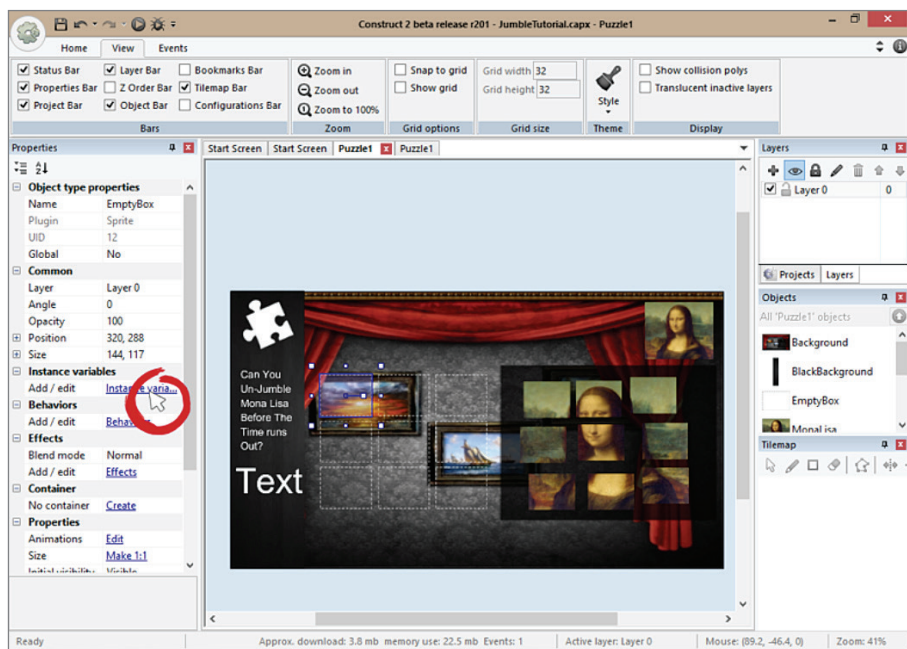 Construct 2 beta release r201 - JumbleTutorial.capx - Puzzle1
Home View Events
Status Bar Layer Bar Bookmarks Bar
Properties Bar Z Order Bar Tilemap Bar
Project Bar Object Bar Configurations Bar
Bars
Zoom in
Zoom out
Zoom to 100%
Zoom
Snap to grid
Show grid
Grid options
Grid width 32
Grid height 32
Grid size
Style
Theme
Show collision polys
Translucent inactive layers
Display
Properties
Object type properties
Name EmptyBox
Plugin Sprite
UID 12
Global No
Common
Layer Layer 0
Angle 0
Opacity 100
Position 320, 288
Size 144, 117
Instance variables
Add / edit Instance varia...
Behaviors
Add / edit Behaviors
Effects
Blend mode Normal
Add / edit Effects
Container
No container Create
Properties
Animations Edit
Size Make 1:1
Initial visibility Visible
Start Screen Start Screen Puzzle1 Puzzle1
Can You
Un-Jumble
Mona Lisa
Before The
Time runs
Out?
Text
Layers
Layer 0 0
Projects Layers
Objects
All 'Puzzle1' objects
Background
BlackBackground
EmptyBox
MonaLisa
Tilemap
Ready
Approx. download: 3.8 mb memory use: 22.5 mb Events: 1
Active layer: Layer 0
Mouse: (89.2, -46.4, 0)
Zoom: 41%